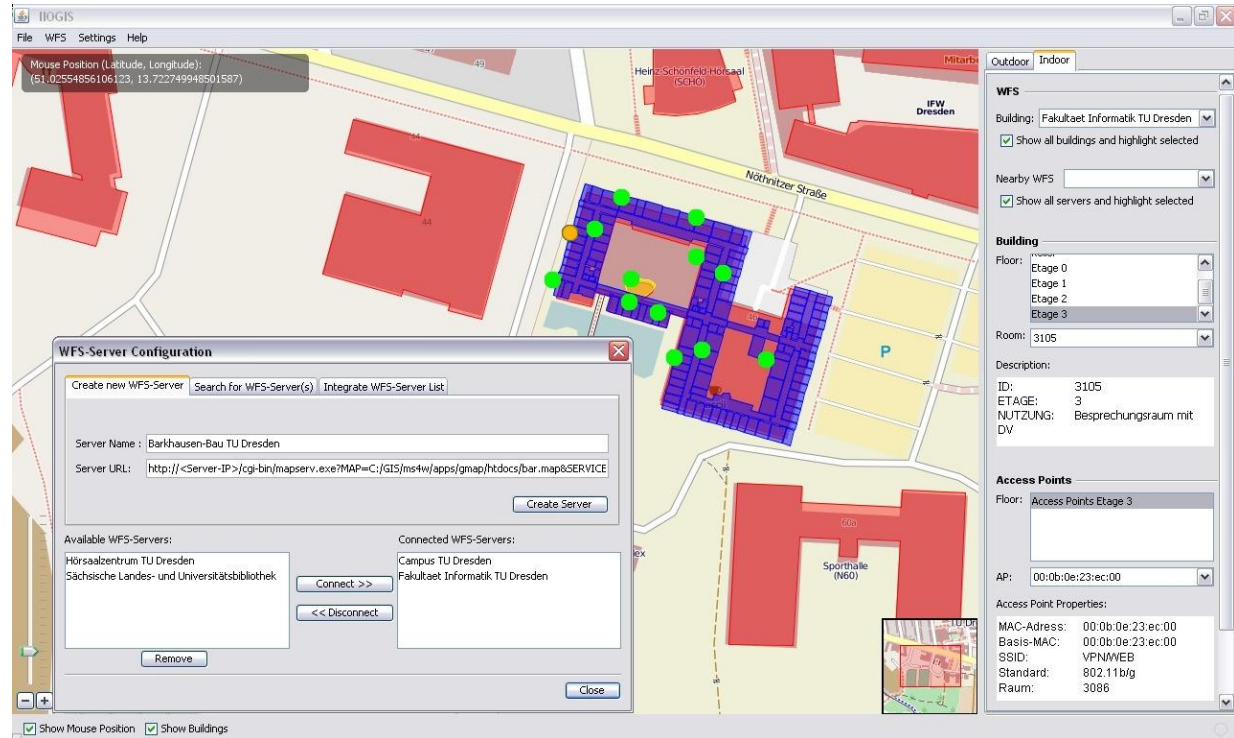 IIOGIS
File WFS Settings Help
Mouse Position (Latitude, Longitude):
(51.02554856106123, 13.722749948501587)
49
Heinz-Schönfeld-Hörsaal
(SCHÖ)
Mitarb
IFW
Dresden
Nöthnitzer Straße
44
44
P
60a
Sporthalle
(N60)
ex
TU Dr
WFS-Server Configuration
Create new WFS-Server Search for WFS-Server(s) Integrate WFS-Server List
Server Name : Barkhausen-Bau TU Dresden
Server URL: http://<Server-IP>/cgi-bin/mapserv.exe?MAP=C:/GIS/ms4w/apps/gmap/htdocs/bar.map&SERVICE
Create Server
Available WFS-Servers:
Hörsaalzentrum TU Dresden
Sächsische Landes- und Universitätsbibliothek
Connect >>
<< Disconnect
Connected WFS-Servers:
Campus TU Dresden
Fakultaet Informatik TU Dresden
Remove
Close
Outdoor Indoor
WFS
Building: Fakultaet Informatik TU Dresden
Show all buildings and highlight selected
Nearby WFS
Show all servers and highlight selected
Building
Floor:
Etage 0
Etage 1
Etage 2
Etage 3
Room: 3105
Description:
ID: 3105
ETAGE: 3
NUTZUNG: Besprechungsraum mit
DV
Access Points
Floor: Access Points Etage 3
AP: 00:0b:0e:23:ec:00
Access Point Properties:
MAC-Adress: 00:0b:0e:23:ec:00
Basis-MAC: 00:0b:0e:23:ec:00
SSID: VPN/WEB
Standard: 802.11b/g
Raum: 3086
Show Mouse Position Show Buildings